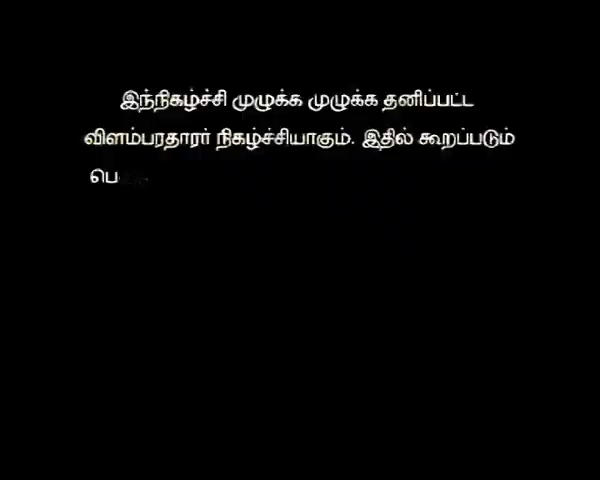 இந்நிகழ்ச்சி முழுக்க முழுக்க தனிப்பட்ட
விளம்பரதாரர் நிகழ்ச்சியாகும். இதில் கூறப்படும்